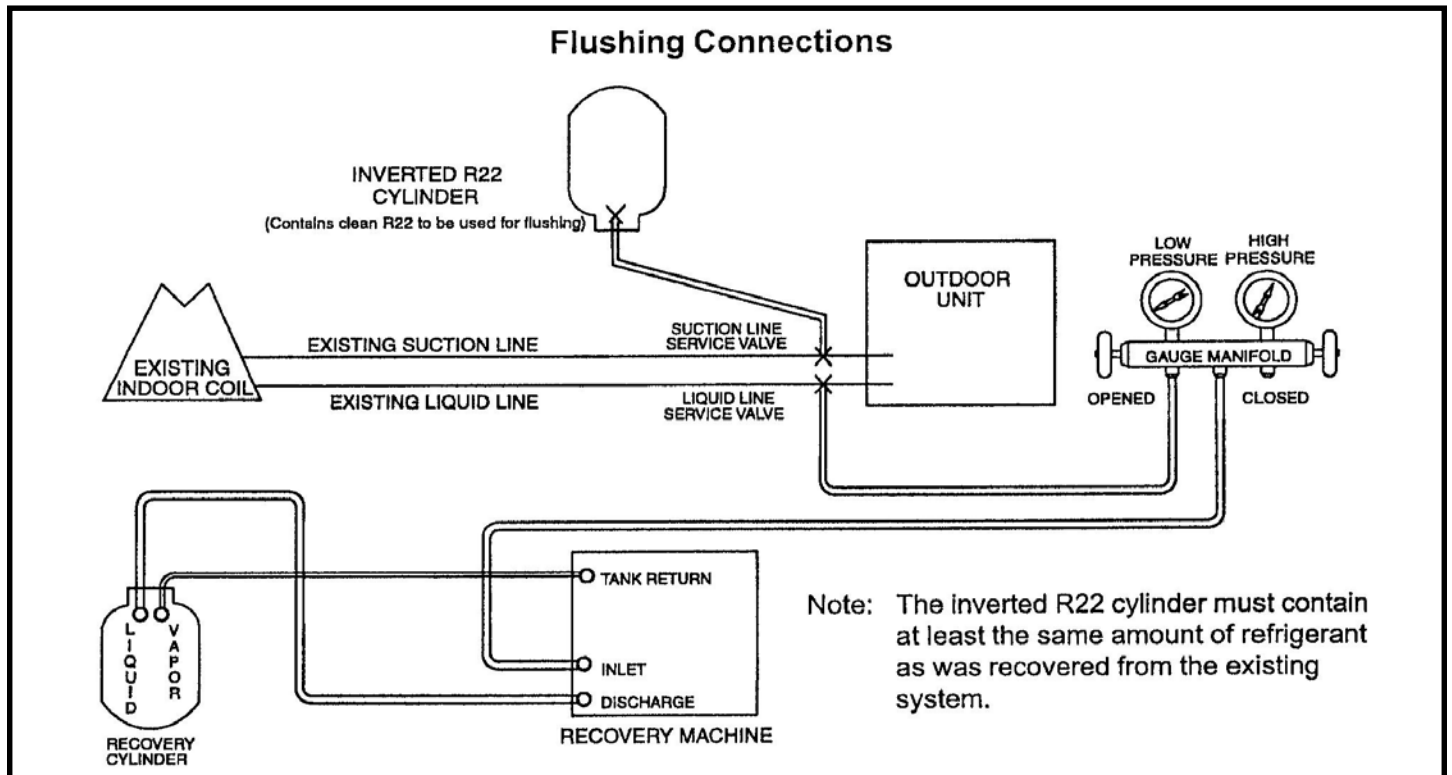 Flushing Connections
INVERTED R22
CYLINDER
(Contains clean R22 to be used for flushing)
OUTDOOR
UNIT
LOW
PRESSURE
HIGH
PRESSURE
GAUGE MANIFOLD
OPENED
CLOSED
EXISTING
INDOOR COIL
EXISTING SUCTION LINE
SUCTION LINE
SERVICE VALVE
EXISTING LIQUID LINE
LIQUID LINE
SERVICE VALVE
TANK RETURN
INLET
DISCHARGE
RECOVERY MACHINE
LIQUID
VAPOR
RECOVERY
CYLINDER
Note: The inverted R22 cylinder must contain
at least the same amount of refrigerant
as was recovered from the existing
system.